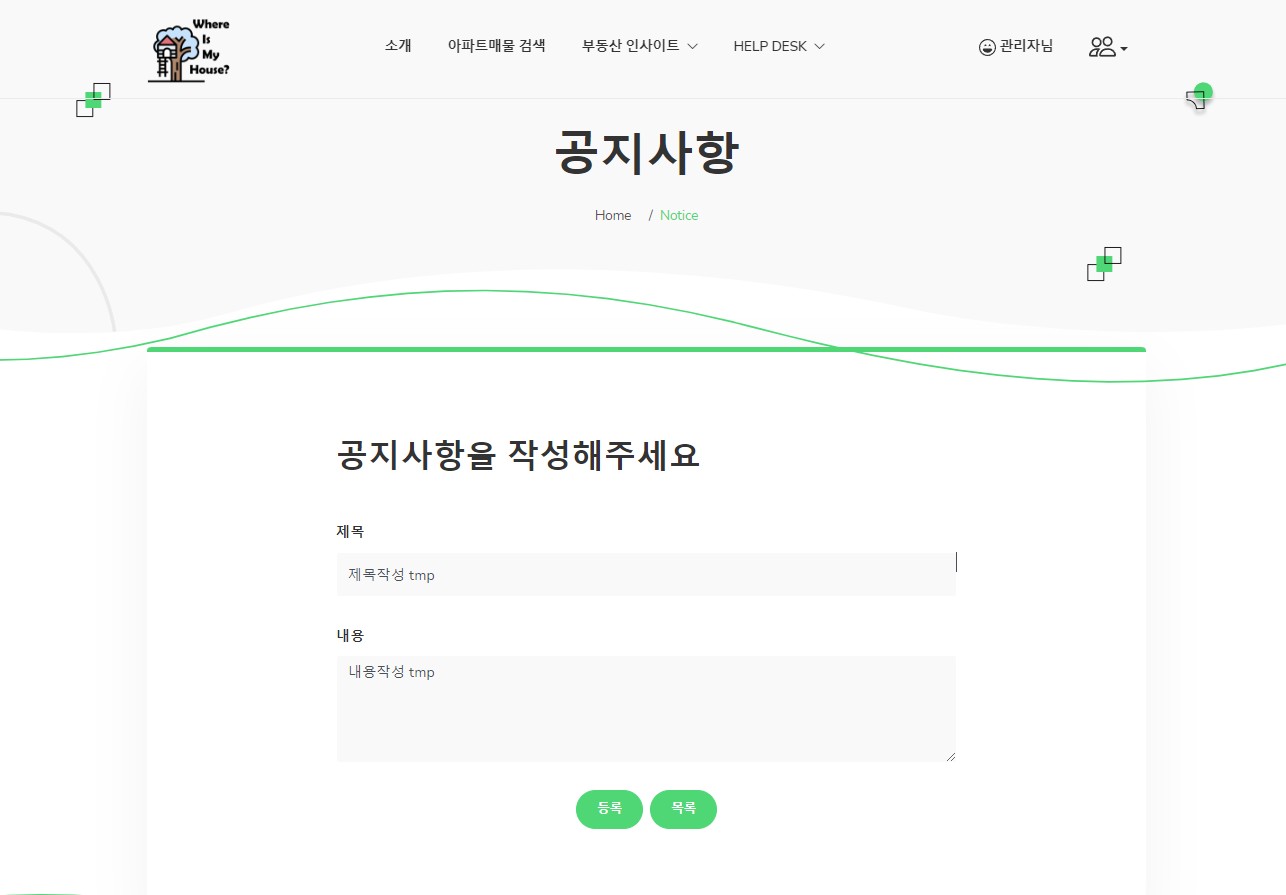 Where
Is
My
House?
소개 아파트매물 검색 부동산 인사이트 HELP DESK 관리자님
공지사항
Home / Notice
공지사항을 작성해주세요
제목
제목작성 tmp
내용
내용작성 tmp
등록 목록